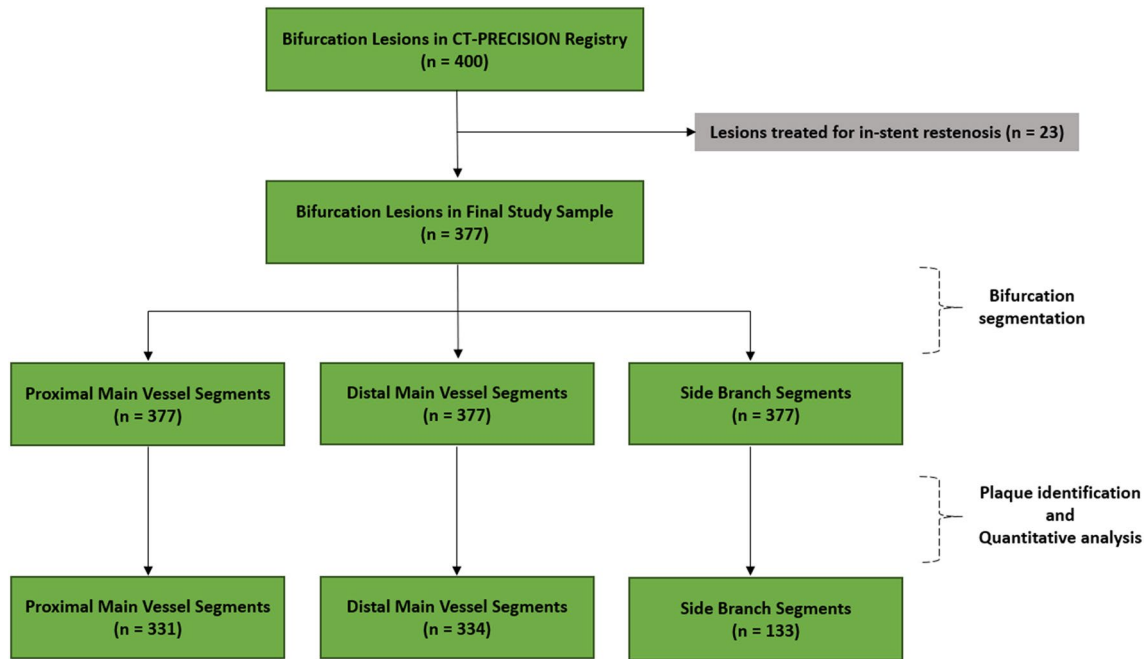 Bifurcation Lesions in CT-PRECISION Registry
(n = 400)
Lesions treated for in-stent restenosis (n = 23)
Bifurcation Lesions in Final Study Sample
(n = 377)
Bifurcation
segmentation
Proximal Main Vessel Segments
(n = 377)
Distal Main Vessel Segments
(n = 377)
Side Branch Segments
(n = 377)
Plaque identification
and
Quantitative analysis
Proximal Main Vessel Segments
(n = 331)
Distal Main Vessel Segments
(n = 334)
Side Branch Segments
(n = 133)